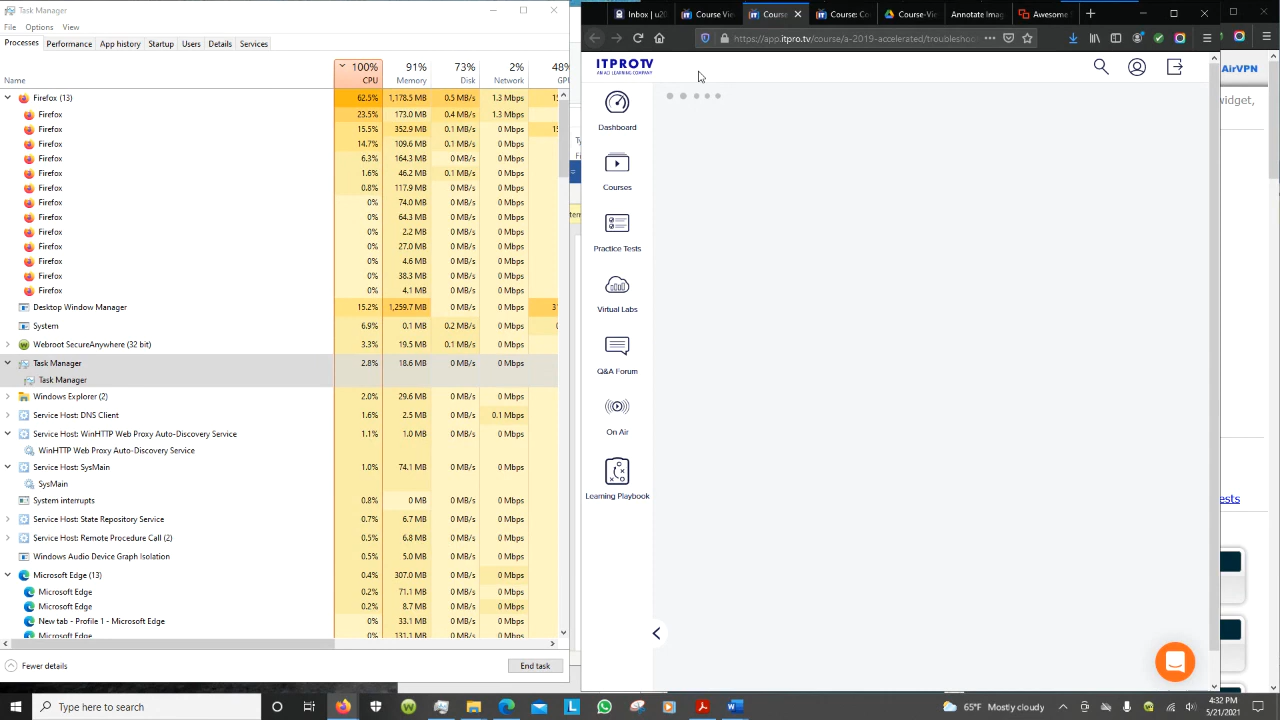 Task Manager
File Options View
Processes Performance App history Startup Users Details Services
100% 91% 73% 2% 48%
Name CPU Memory Disk Network GPU
Firefox (13) 62.5% 1,178.5 MB 0.5 MB/s 1.3 Mbps
Firefox 23.5% 173.0 MB 0.4 MB/s 1.3 Mbps
Firefox 15.5% 352.9 MB 0.1 MB/s 0 Mbps
Firefox 14.7% 109.6 MB 0.1 MB/s 0 Mbps
Firefox 6.3% 164.3 MB 0 MB/s 0 Mbps
Firefox 1.6% 46.2 MB 0.1 MB/s 0 Mbps
Firefox 0.8% 117.9 MB 0 MB/s 0 Mbps
Firefox 0% 74.0 MB 0 MB/s 0 Mbps
Firefox 0% 64.3 MB 0 MB/s 0 Mbps
Firefox 0% 2.2 MB 0 MB/s 0 Mbps
Firefox 0% 27.0 MB 0 MB/s 0 Mbps
Firefox 0% 4.6 MB 0 MB/s 0 Mbps
Firefox 0% 38.3 MB 0 MB/s 0 Mbps
Firefox 0% 4.1 MB 0 MB/s 0 Mbps
Desktop Window Manager 15.2% 1,259.7 MB 0 MB/s 0 Mbps
System 6.9% 0.1 MB 0.2 MB/s 0 Mbps
Webroot SecureAnywhere (32 bit) 3.3% 19.5 MB 0.1 MB/s 0 Mbps
Task Manager 2.8% 18.6 MB 0 MB/s 0 Mbps
Task Manager
Windows Explorer (2) 2.0% 29.6 MB 0 MB/s 0 Mbps
Service Host: DNS Client 1.6% 2.5 MB 0 MB/s 0.1 Mbps
Service Host: WinHTTP Web Proxy Auto-Discovery Service 1.1% 1.0 MB 0 MB/s 0 Mbps
WinHTTP Web Proxy Auto-Discovery Service
Service Host: SysMain 1.0% 74.1 MB 0 MB/s 0 Mbps
SysMain
System interrupts 0.8% 0 MB 0 MB/s 0 Mbps
Service Host: State Repository Service 0.7% 6.7 MB 0 MB/s 0 Mbps
Service Host: Remote Procedure Call (2) 0.5% 6.8 MB 0 MB/s 0 Mbps
Windows Audio Device Graph Isolation 0.5% 5.0 MB 0 MB/s 0 Mbps
Microsoft Edge (13) 0.4% 307.0 MB 0 MB/s 0 Mbps
Microsoft Edge 0.2% 71.1 MB 0 MB/s 0 Mbps
Microsoft Edge 0.2% 8.7 MB 0 MB/s 0 Mbps
New tab - Profile 1 - Microsoft Edge 0% 33.1 MB 0 MB/s 0 Mbps
Microsoft Edge 0% 131.1 MB 0 MB/s 0 Mbps
Fewer details
End task
Inbox | u20 Course Vie Course Course: Co Course-Vie Annotate Imag Awesome S
https://app.itpro.tv/course/a-2019-accelerated/troublesho
ITPROTV
AN ACI LEARNING COMPANY
Dashboard
Courses
Practice Tests
Virtual Labs
Q&A Forum
On Air
Learning Playbook
AirVPN
widget,
ests
Type here to search
65°F Mostly cloudy
4:32 PM
5/21/2021